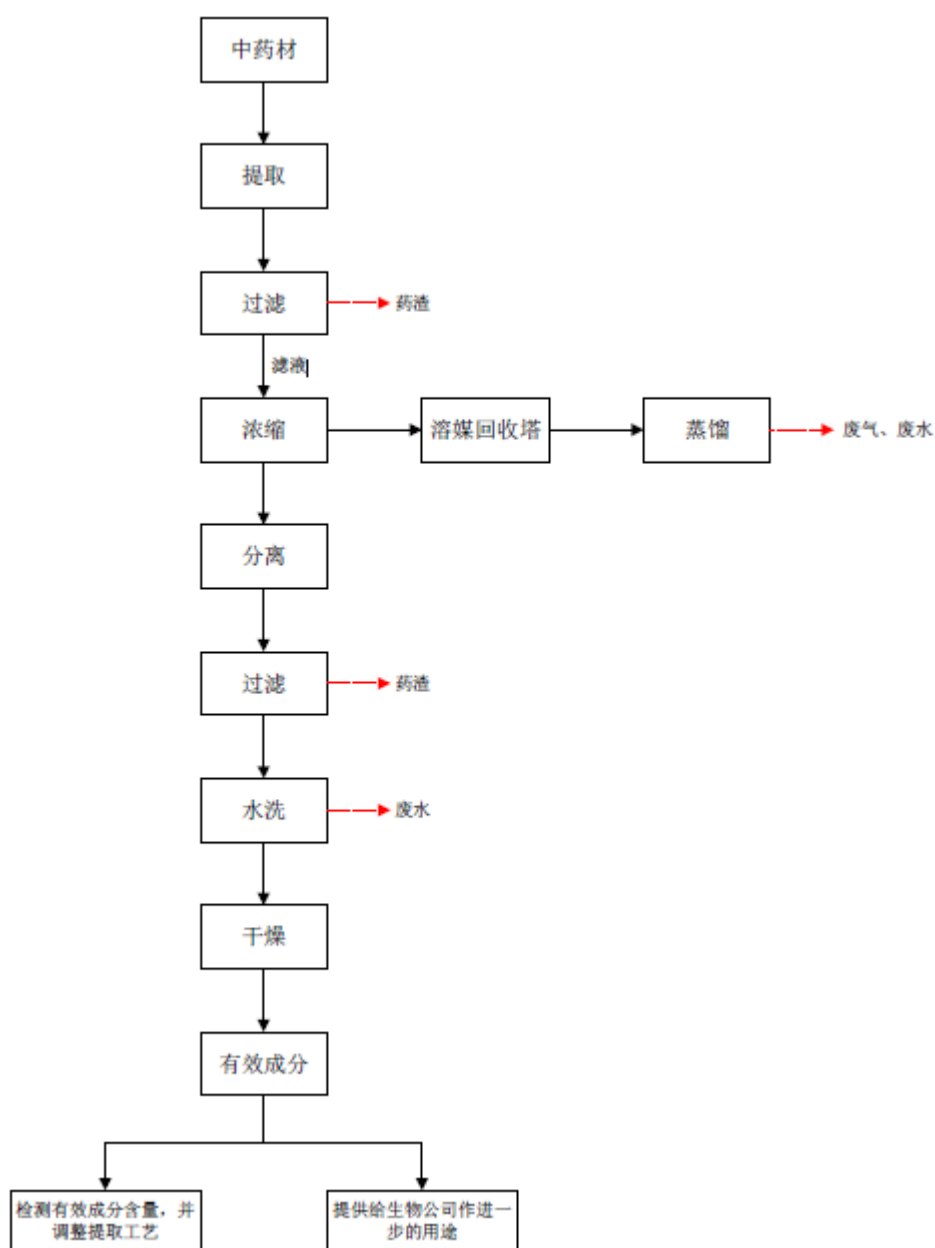 中药材
提取
过滤
药渣
滤液
浓缩
溶媒回收塔
蒸馏
废气、废水
分离
过滤
药渣
水洗
废水
干燥
有效成分
检测有效成分含量，并
调整提取工艺
提供给生物公司作进一
步的用途